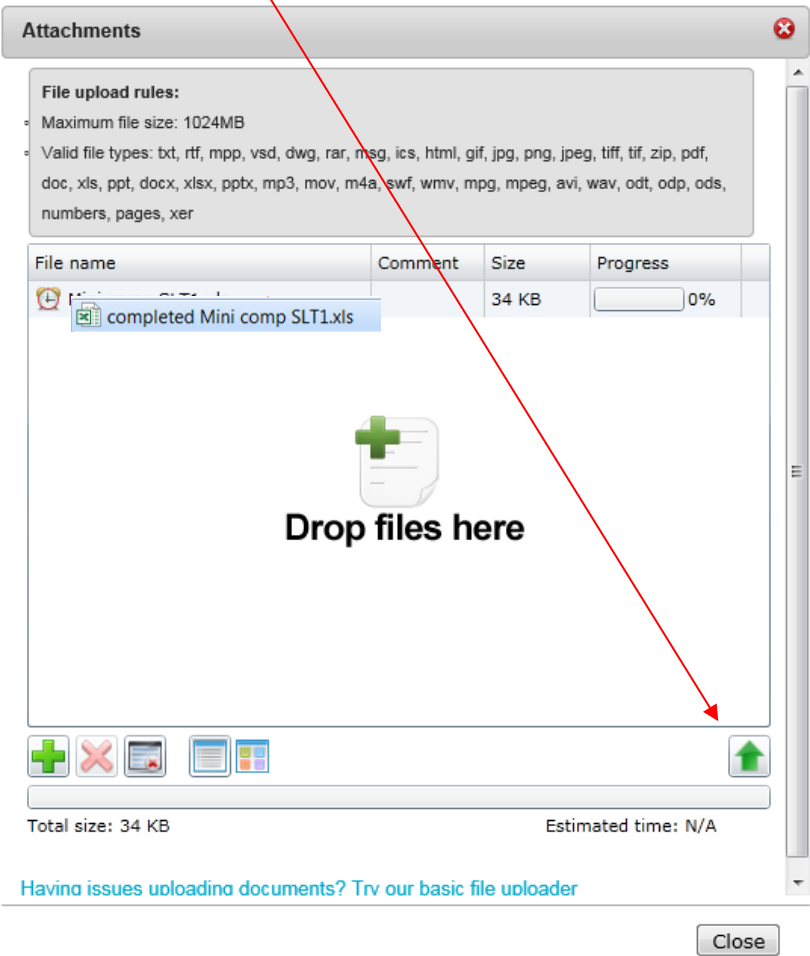 Attachments
File upload rules:
Maximum file size: 1024MB
Valid file types: txt, rtf, mpp, vsd, dwg, rar, msg, ics, html, gif, jpg, png, jpeg, tiff, tif, zip, pdf,
doc, xls, ppt, docx, xlsx, pptx, mp3, mov, m4a, swf, wmv, mpg, mpeg, avi, wav, odt, odp, ods,
numbers, pages, xer
File name Comment Size Progress
34 KB 0%
completed Mini comp SLT1.xls
Drop files here
Total size: 34 KB Estimated time: N/A
Having issues uploading documents? Try our basic file uploader
Close